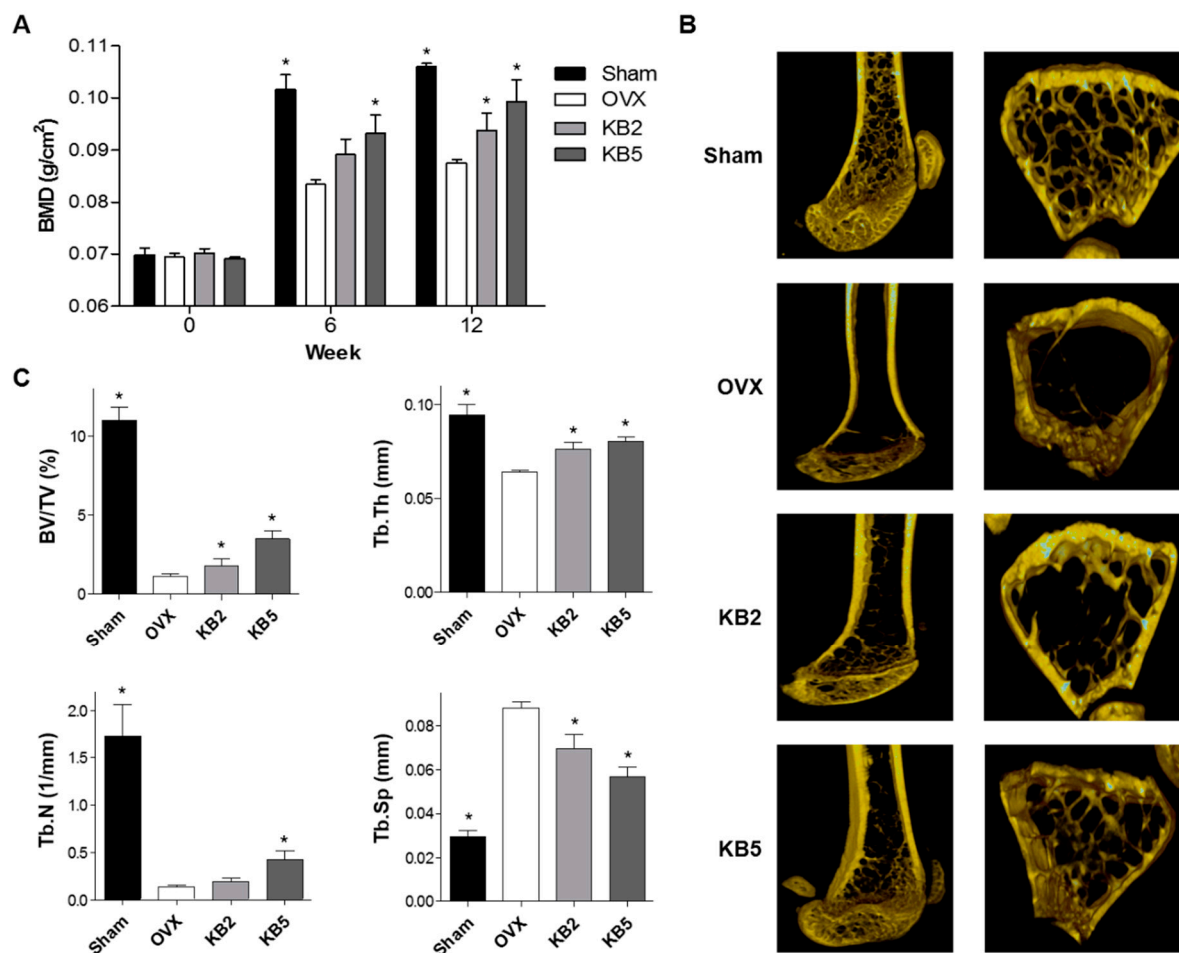 A
BMD (g/cm²)
0.11
0.10
0.09
0.08
0.07
0.06
0
6
12
Week
* * * * *
Sham
OVX
KB2
KB5
B
Sham
OVX
KB2
KB5
C
BV/TV (%)
10
5
0
* * *
Sham OVX KB2 KB5
Tb.Th (mm)
0.10
0.05
0.00
* * *
Sham OVX KB2 KB5
Tb.N (1/mm)
2.0
1.5
1.0
0.5
0.0
* *
Sham OVX KB2 KB5
Tb.Sp (mm)
0.08
0.06
0.04
0.02
0.00
* * *
Sham OVX KB2 KB5